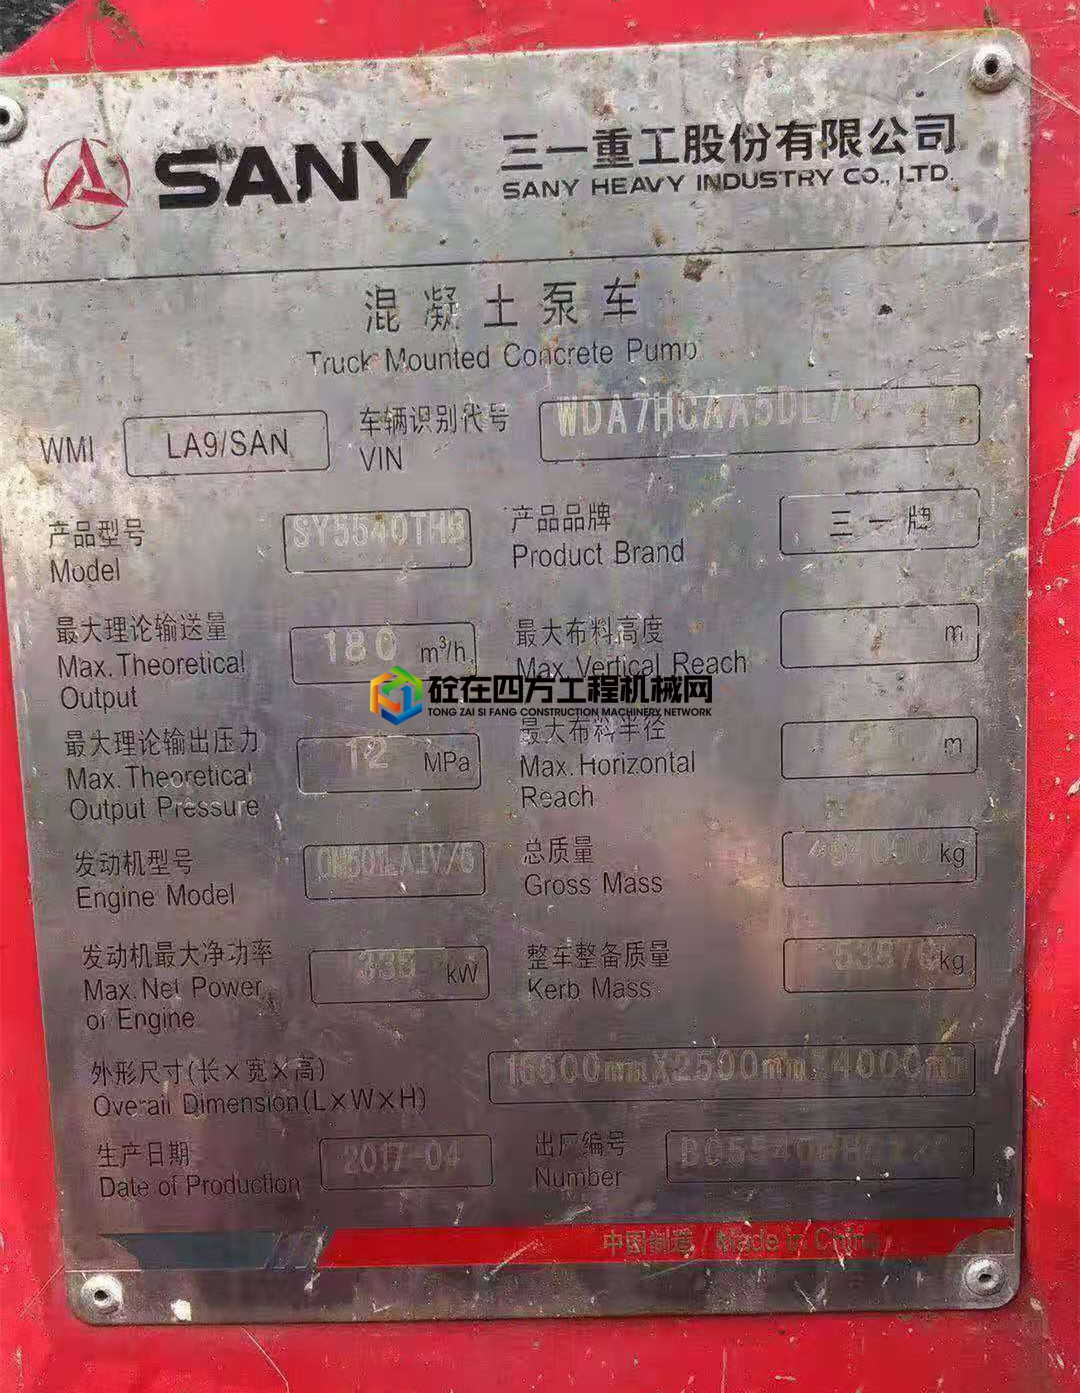 SANY
三一重工股份有限公司
SANY HEAVY INDUSTRY CO., LTD.
混凝土泵车
Truck Mounted Concrete Pump
WMI LA9/SAN
车辆识别代号
VIN
产品型号 SY5540THB
Model
产品品牌 三一牌
Product Brand
最大理论输送量 180 m³/h
Max. Theoretical
Output
最大布料高度 m
Max. Vertical Reach
砼在四方工程机械网
TONG ZAI SI FANG CONSTRUCTION MACHINERY NETWORK
最大理论输出压力 12 MPa
Max. Theoretical
Output Pressure
最大布料半径 m
Max. Horizontal
Reach
发动机型号
Engine Model
总质量 kg
Gross Mass
发动机最大净功率 kW
Max. Net Power
of Engine
整车整备质量 kg
Kerb Mass
外形尺寸(长×宽×高)
Overall Dimension(L×W×H)
X2500mmX4000mm
生产日期 2017-04
Date of Production
出厂编号
Number
中国制造 / Made in China